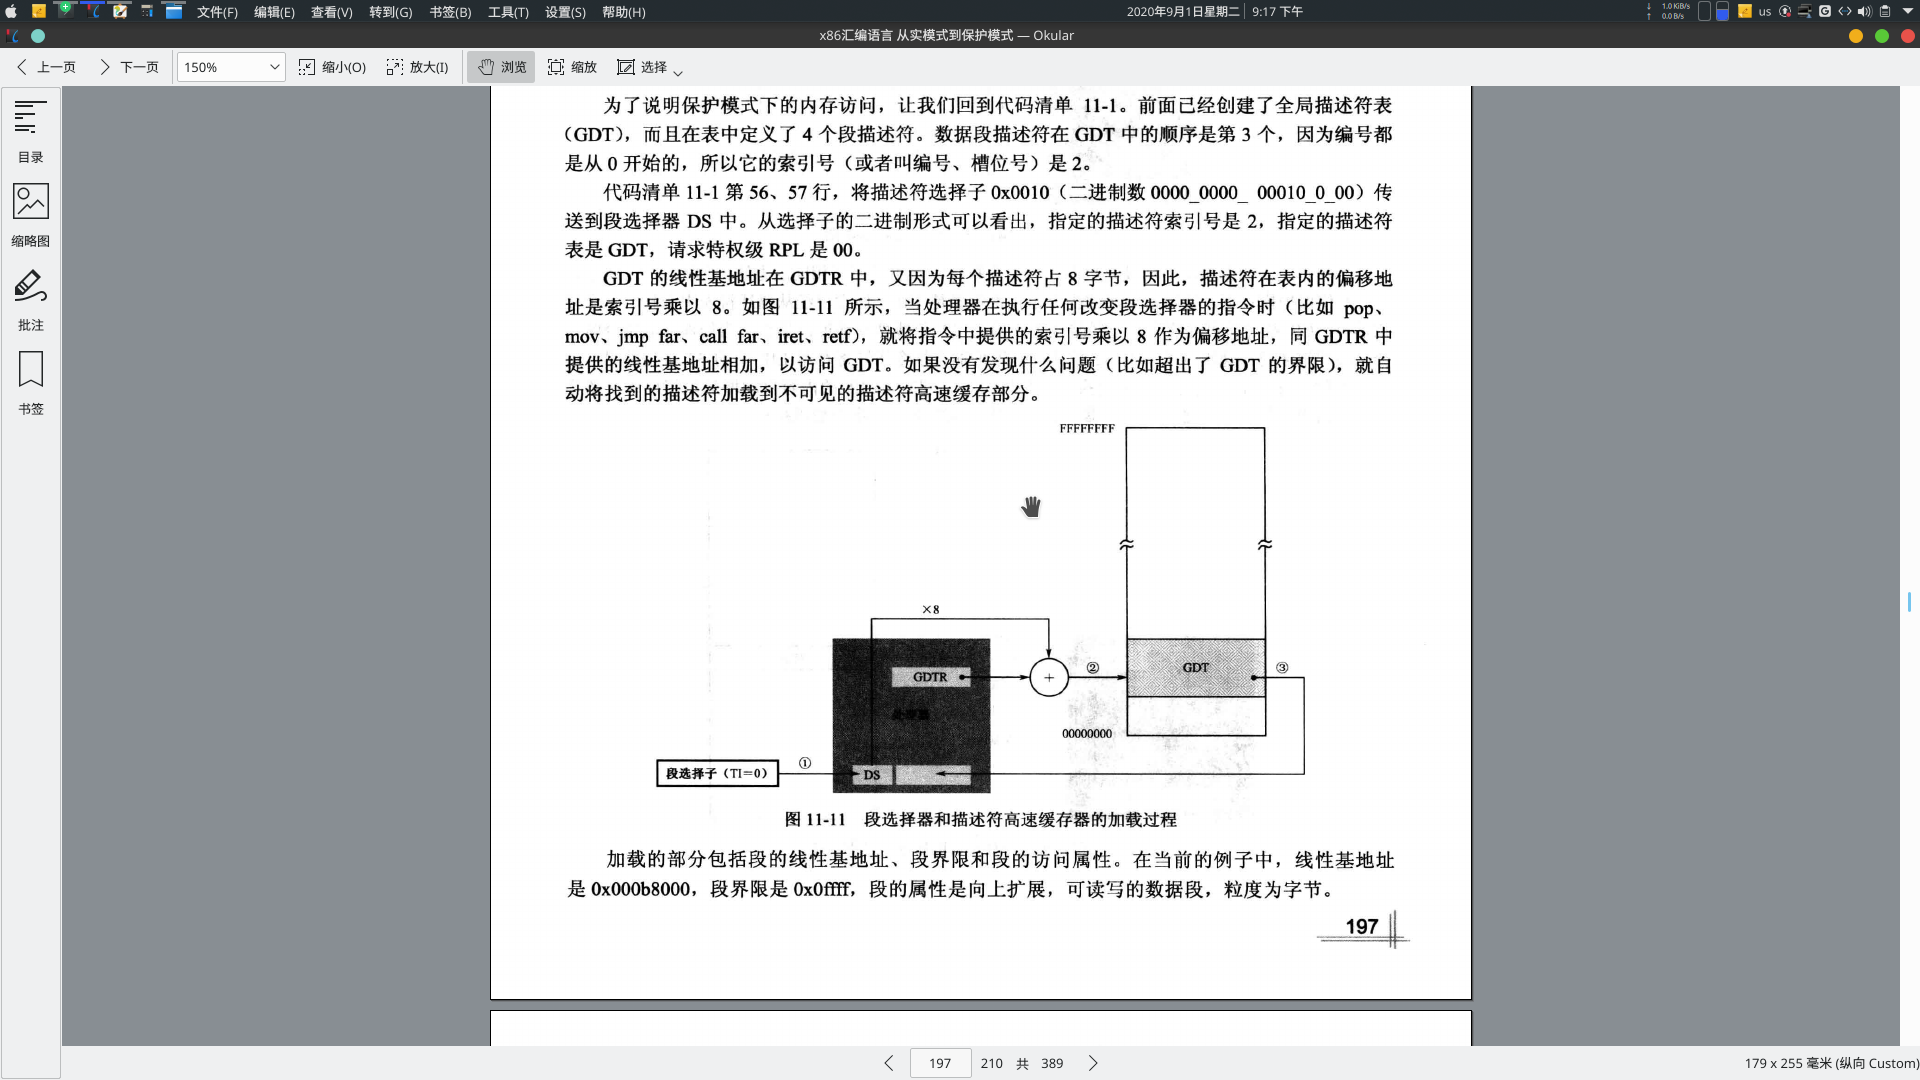 文件(F) 编辑(E) 查看(V) 转到(G) 书签(B) 工具(T) 设置(S) 帮助(H) 2020年9月1日星期二 9:17 下午 1.0 KiB/s 0.0 B/s us
x86汇编语言 从实模式到保护模式 — Okular
上一页 下一页 150% 缩小(O) 放大(I) 浏览 缩放 选择
目录
缩略图
批注
书签
为了说明保护模式下的内存访问，让我们回到代码清单 11-1。前面已经创建了全局描述符表
（GDT），而且在表中定义了 4 个段描述符。数据段描述符在 GDT 中的顺序是第 3 个，因为编号都
是从 0 开始的，所以它的索引号（或者叫编号、槽位号）是 2。
代码清单 11-1 第 56、57 行，将描述符选择子 0x0010（二进制数 0000_0000_ 00010_0_00）传
送到段选择器 DS 中。从选择子的二进制形式可以看出，指定的描述符索引号是 2，指定的描述符
表是 GDT，请求特权级 RPL 是 00。
GDT 的线性基地址在 GDTR 中，又因为每个描述符占 8 字节，因此，描述符在表内的偏移地
址是索引号乘以 8。如图 11-11 所示，当处理器在执行任何改变段选择器的指令时（比如 pop、
mov、jmp far、call far、iret、retf），就将指令中提供的索引号乘以 8 作为偏移地址，同 GDTR 中
提供的线性基地址相加，以访问 GDT。如果没有发现什么问题（比如超出了 GDT 的界限），就自
动将找到的描述符加载到不可见的描述符高速缓存部分。
FFFFFFFF
×8
GDTR
+
②
GDT
③
00000000
段选择子（TI＝0）
①
DS
图 11-11 段选择器和描述符高速缓存器的加载过程
加载的部分包括段的线性基地址、段界限和段的访问属性。在当前的例子中，线性基地址
是 0x000b8000，段界限是 0x0ffff，段的属性是向上扩展，可读写的数据段，粒度为字节。
197
197 210 共 389
179 x 255 毫米 (纵向 Custom)